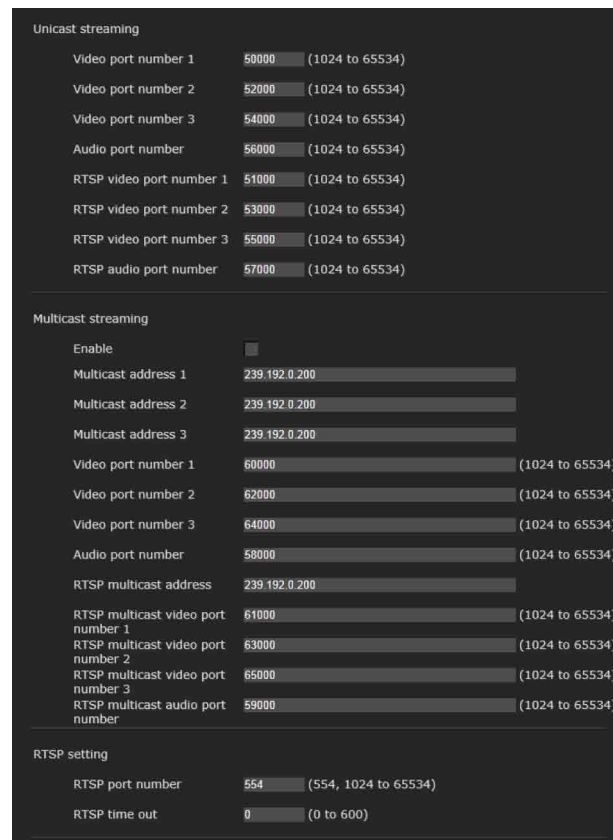 Unicast streaming
Video port number 1 50000 (1024 to 65534)
Video port number 2 52000 (1024 to 65534)
Video port number 3 54000 (1024 to 65534)
Audio port number 56000 (1024 to 65534)
RTSP video port number 1 51000 (1024 to 65534)
RTSP video port number 2 53000 (1024 to 65534)
RTSP video port number 3 55000 (1024 to 65534)
RTSP audio port number 57000 (1024 to 65534)
Multicast streaming
Enable
Multicast address 1 239.192.0.200
Multicast address 2 239.192.0.200
Multicast address 3 239.192.0.200
Video port number 1 60000 (1024 to 65534)
Video port number 2 62000 (1024 to 65534)
Video port number 3 64000 (1024 to 65534)
Audio port number 58000 (1024 to 65534)
RTSP multicast address 239.192.0.200
RTSP multicast video port 61000 (1024 to 65534)
number 1
RTSP multicast video port 63000 (1024 to 65534)
number 2
RTSP multicast video port 65000 (1024 to 65534)
number 3
RTSP multicast audio port 59000 (1024 to 65534)
number
RTSP setting
RTSP port number 554 (554, 1024 to 65534)
RTSP time out 0 (0 to 600)